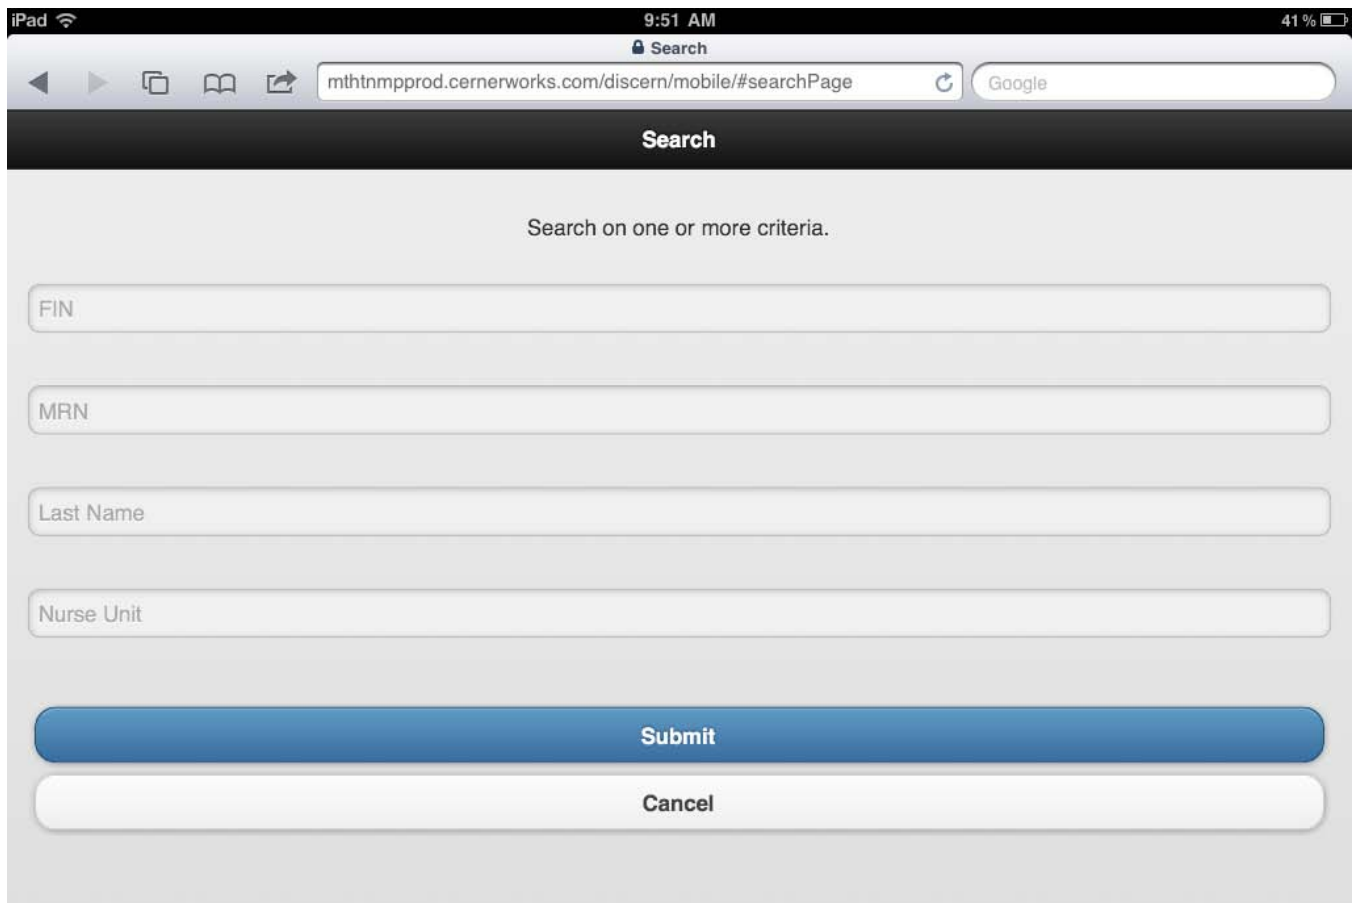 iPad 9:51 AM 41%
Search
mthtnmpprod.cernerworks.com/discern/mobile/#searchPage Google
Search
Search on one or more criteria.
FIN
MRN
Last Name
Nurse Unit
Submit
Cancel